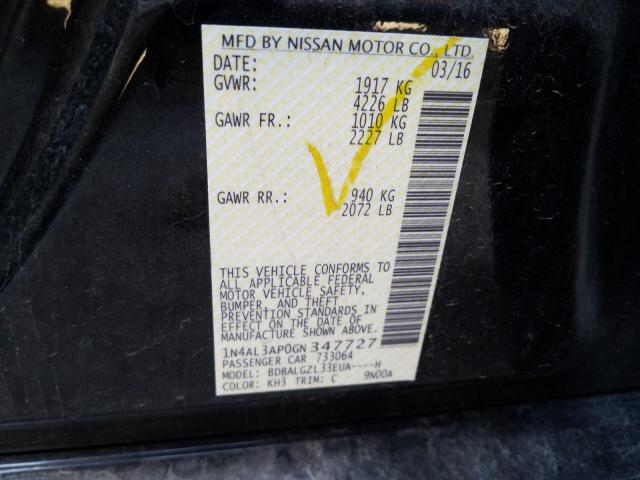 MFD BY NISSAN MOTOR CO., LTD.
DATE: 03/16
GVWR: 1917 KG
4226 LB
GAWR FR.: 1010 KG
2227 LB
GAWR RR.: 940 KG
2072 LB
THIS VEHICLE CONFORMS TO
ALL APPLICABLE FEDERAL
MOTOR VEHICLE SAFETY,
BUMPER, AND THEFT
PREVENTION STANDARDS IN
EFFECT ON THE DATE OF
MANUFACTURE SHOWN ABOVE.
1N4AL3AP0GN347727
PASSENGER CAR 733064
MODEL: BDBALGZL33EUA----H
COLOR: KH3 TRIM: C 9N00A